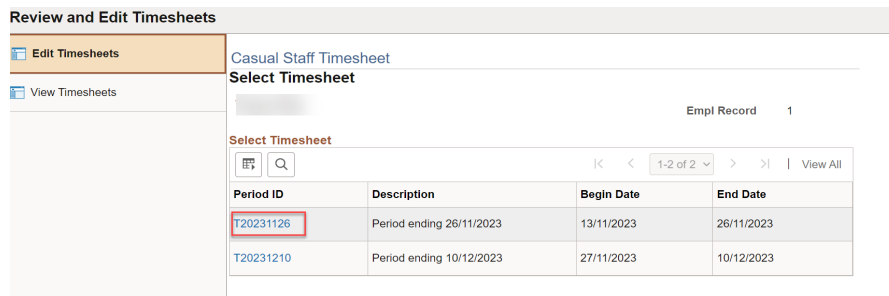 Review and Edit Timesheets
Edit Timesheets
View Timesheets
Casual Staff Timesheet
Select Timesheet
Empl Record 1
Select Timesheet
1-2 of 2 | View All
Period ID Description Begin Date End Date
T20231126 Period ending 26/11/2023 13/11/2023 26/11/2023
T20231210 Period ending 10/12/2023 27/11/2023 10/12/2023